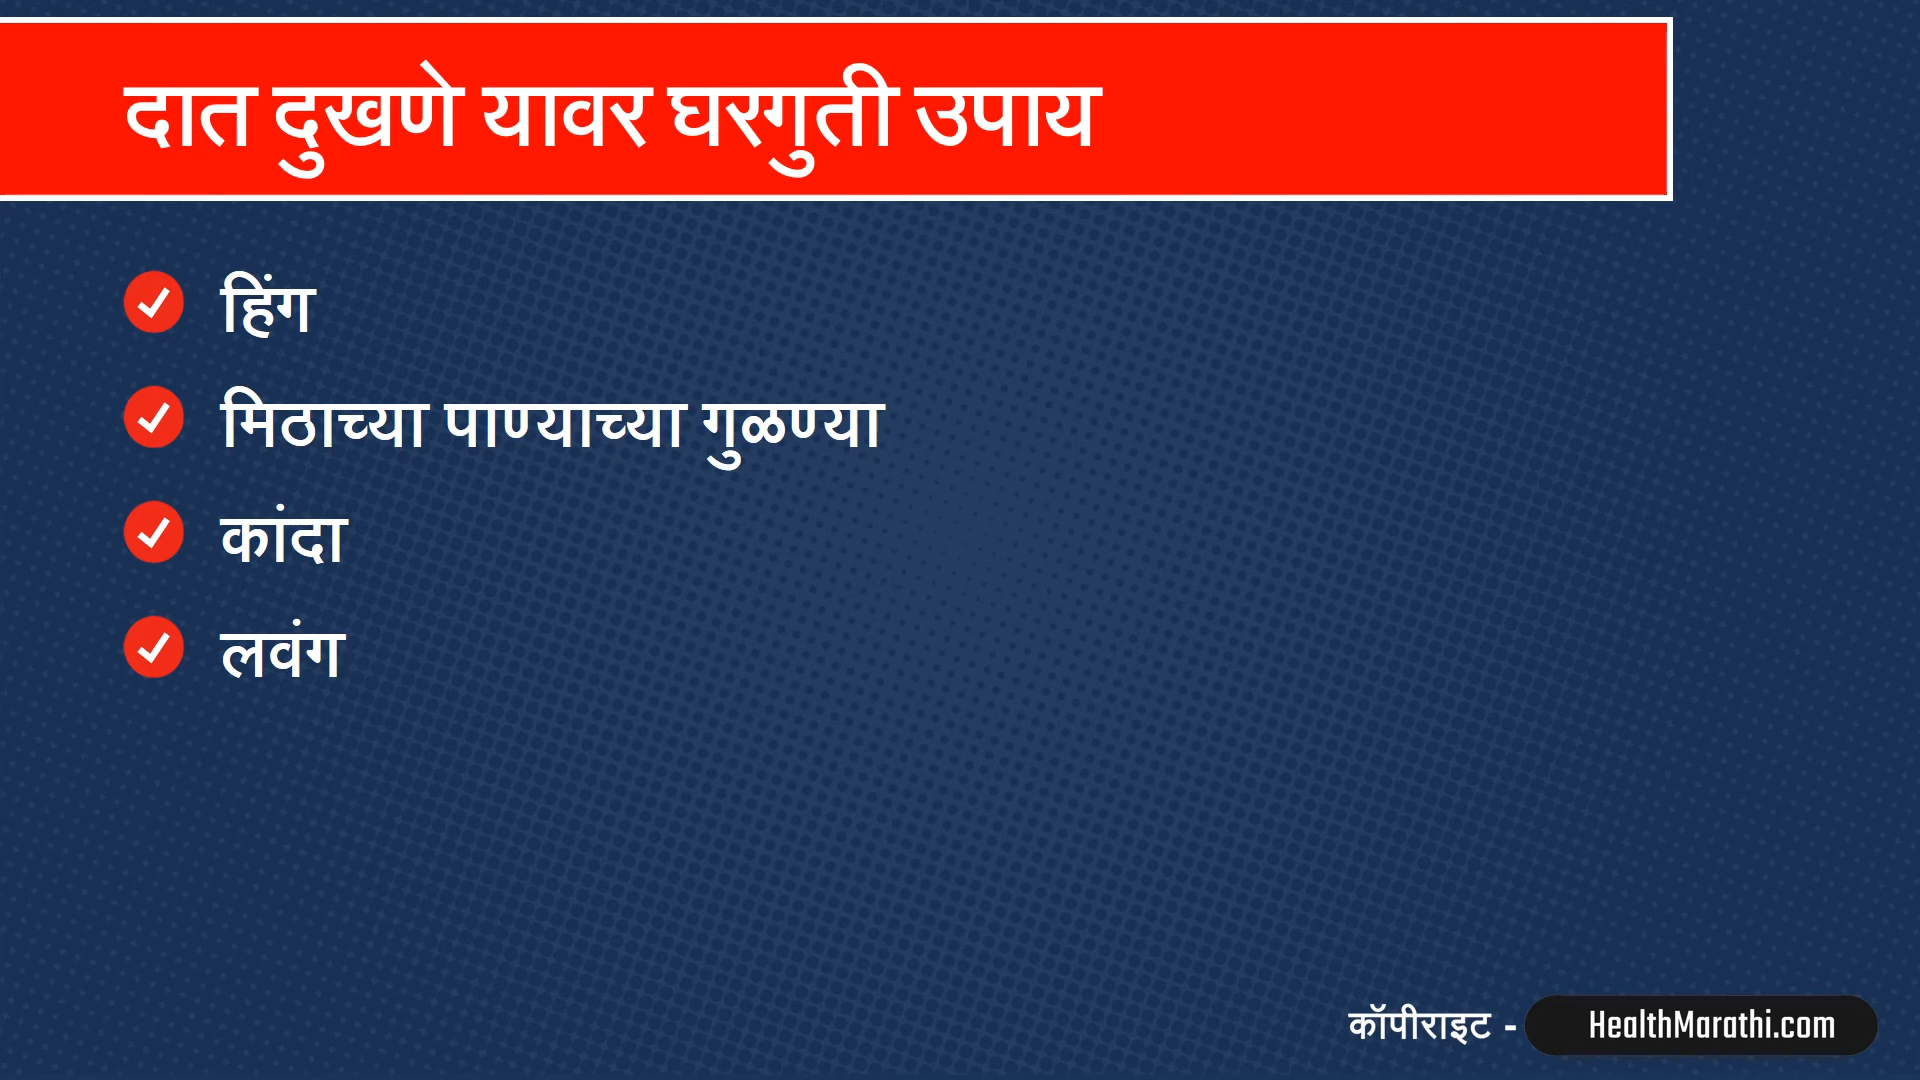 दात दुखणे यावर घरगुती उपाय
हिंग
मिठाच्या पाण्याच्या गुळण्या
कांदा
लवंग
कॉपीराइट - HealthMarathi.com